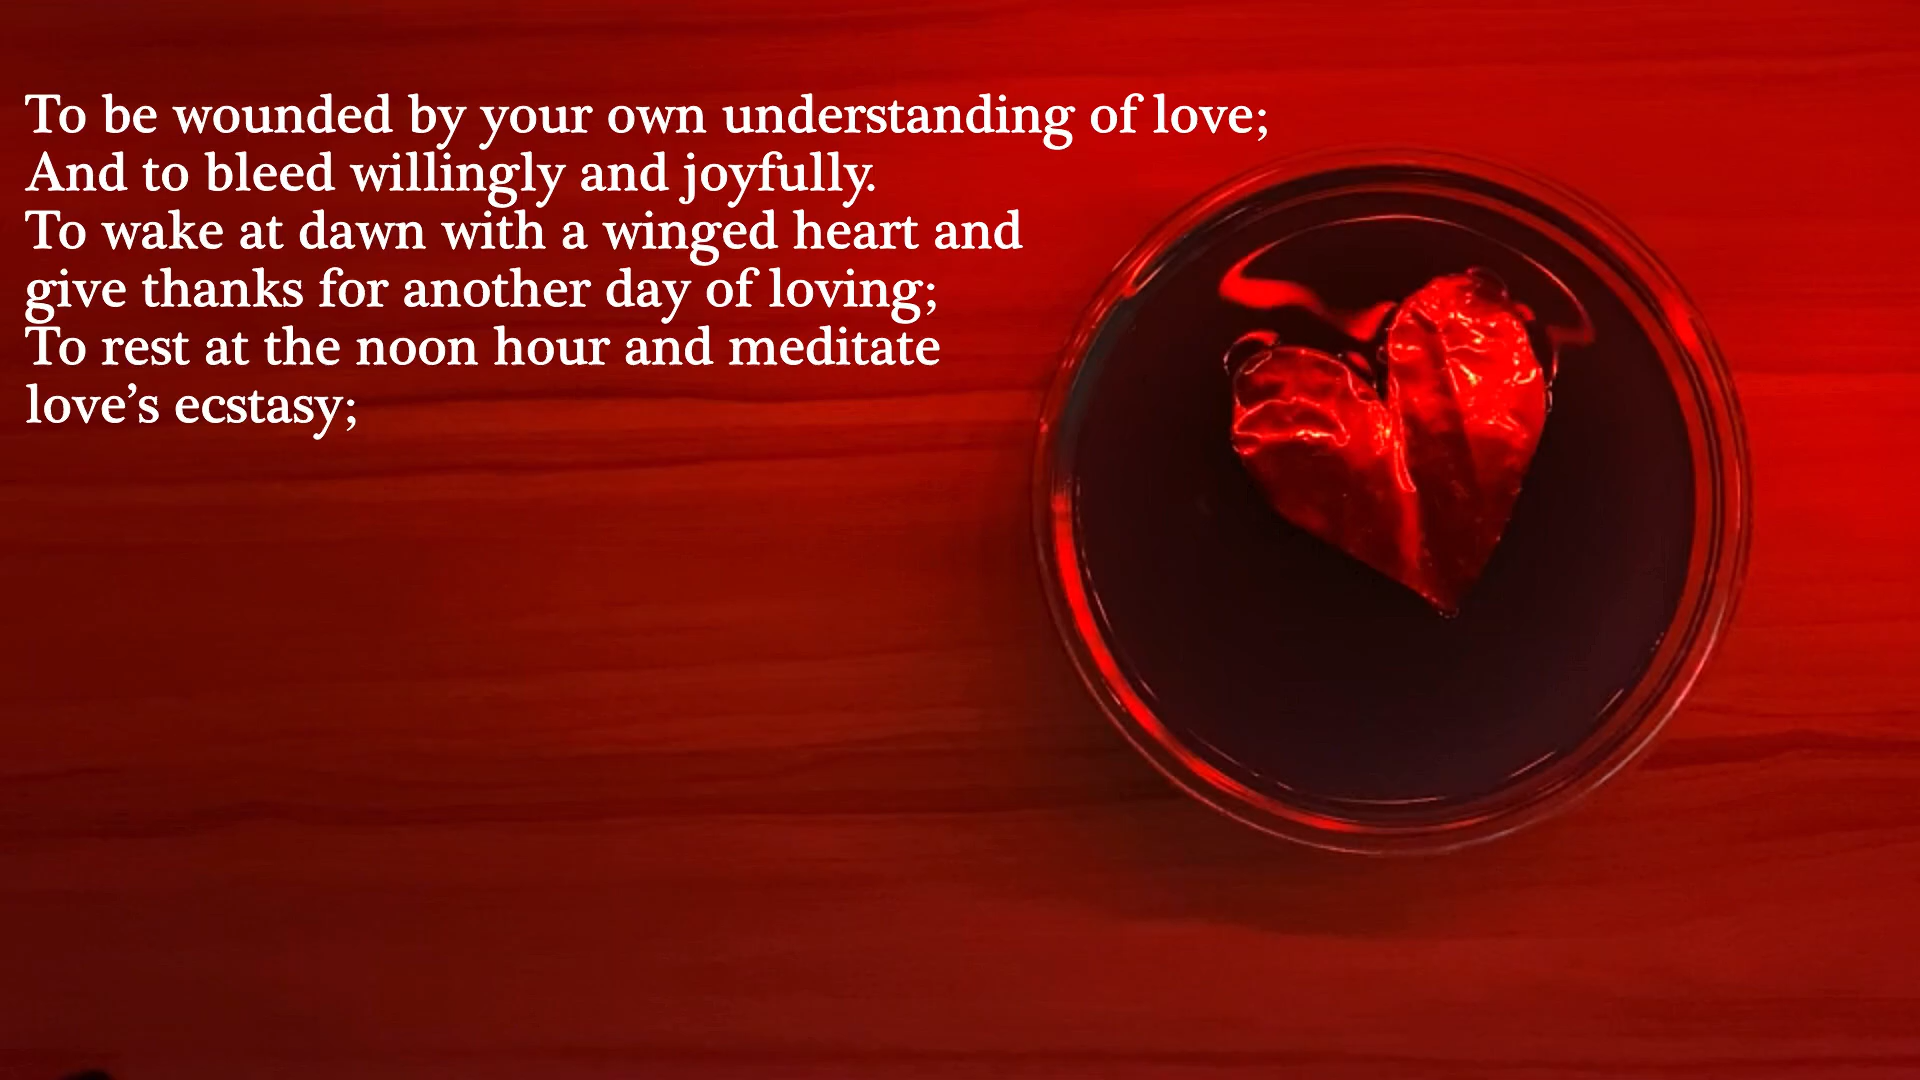 To be wounded by your own understanding of love;
And to bleed willingly and joyfully.
To wake at dawn with a winged heart and
give thanks for another day of loving;
To rest at the noon hour and meditate
love’s ecstasy;